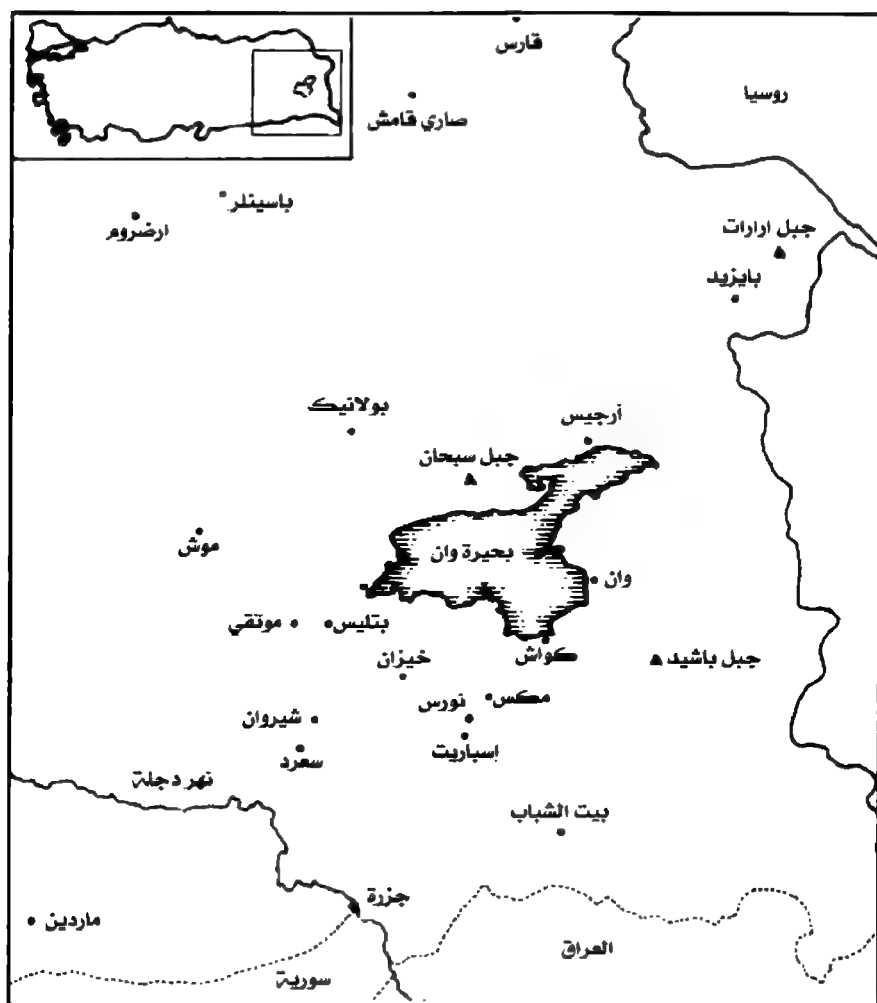 قارس
روسيا
صاري قامش
باسينلر
ارضروم
جبل ارارات
بايزيد
بولانيك
أرجيس
جبل سبحان
موش
بحيرة وان
وان
موتقي
بتليس
كواش
جبل باشيد
خيزان
مكس
نورس
شيروان
إسباريت
سعرد
نهر دجلة
بيت الشباب
جزرة
ماردين
العراق
سورية